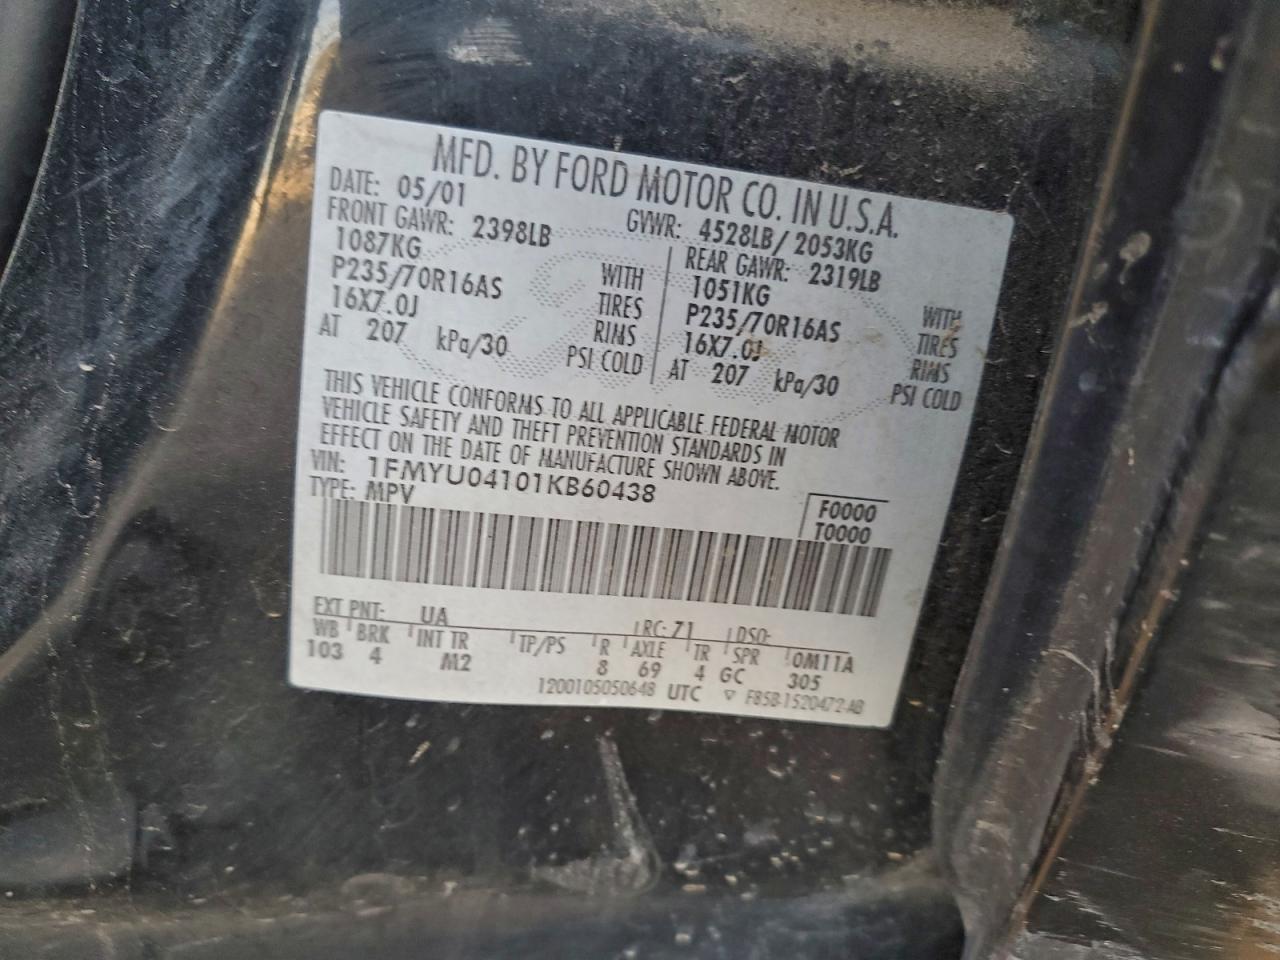 MFD. BY FORD MOTOR CO. IN U.S.A.
DATE: 05/01 GVWR: 4528LB/ 2053KG
FRONT GAWR: 2398LB REAR GAWR: 2319LB
1087KG WITH 1051KG WITH
P235/70R16AS TIRES P235/70R16AS TIRES
16X7.0J RIMS 16X7.0J RIMS
AT 207 kPa/30 PSI COLD AT 207 kPa/30 PSI COLD
THIS VEHICLE CONFORMS TO ALL APPLICABLE FEDERAL MOTOR
VEHICLE SAFETY AND THEFT PREVENTION STANDARDS IN
EFFECT ON THE DATE OF MANUFACTURE SHOWN ABOVE.
VIN: 1FMYU04101KB60438
TYPE: MPV
F0000
T0000
EXT PNT: UA RC: 71 DSO:
WB BRK INT TR TP/PS R AXLE TR SPR 0M11A
103 4 M2 8 69 4 GC 305
1200105050648 UTC ▽ F85B-1520472-AB